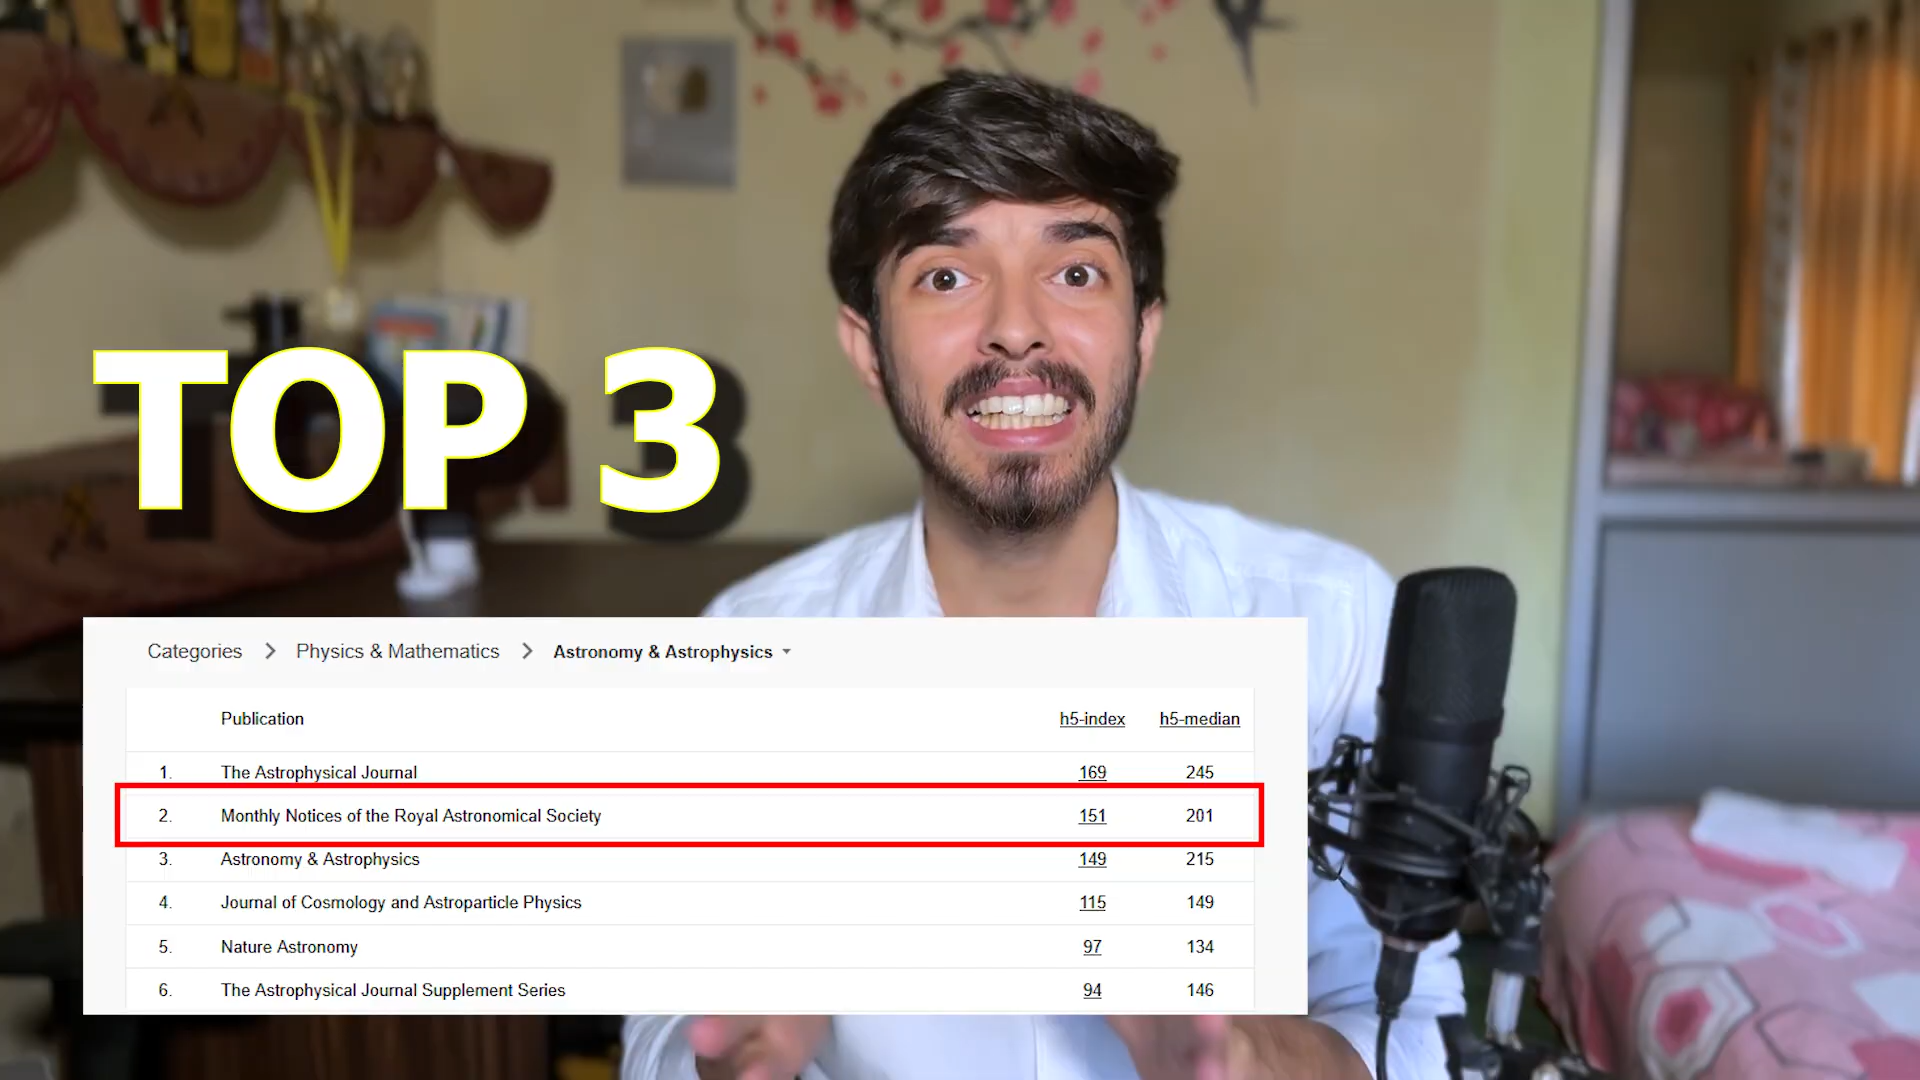 TOP 3
Categories > Physics & Mathematics > Astronomy & Astrophysics
Publication h5-index h5-median
1. The Astrophysical Journal 169 245
2. Monthly Notices of the Royal Astronomical Society 151 201
3. Astronomy & Astrophysics 149 215
4. Journal of Cosmology and Astroparticle Physics 115 149
5. Nature Astronomy 97 134
6. The Astrophysical Journal Supplement Series 94 146